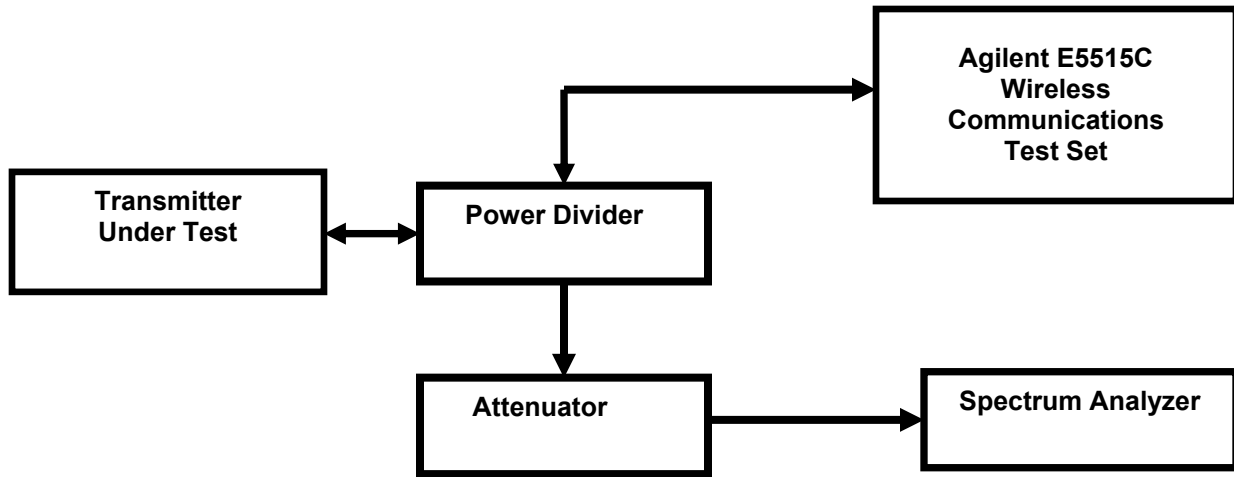 Agilent E5515C
Wireless
Communications
Test Set
Transmitter
Under Test
Power Divider
Attenuator
Spectrum Analyzer